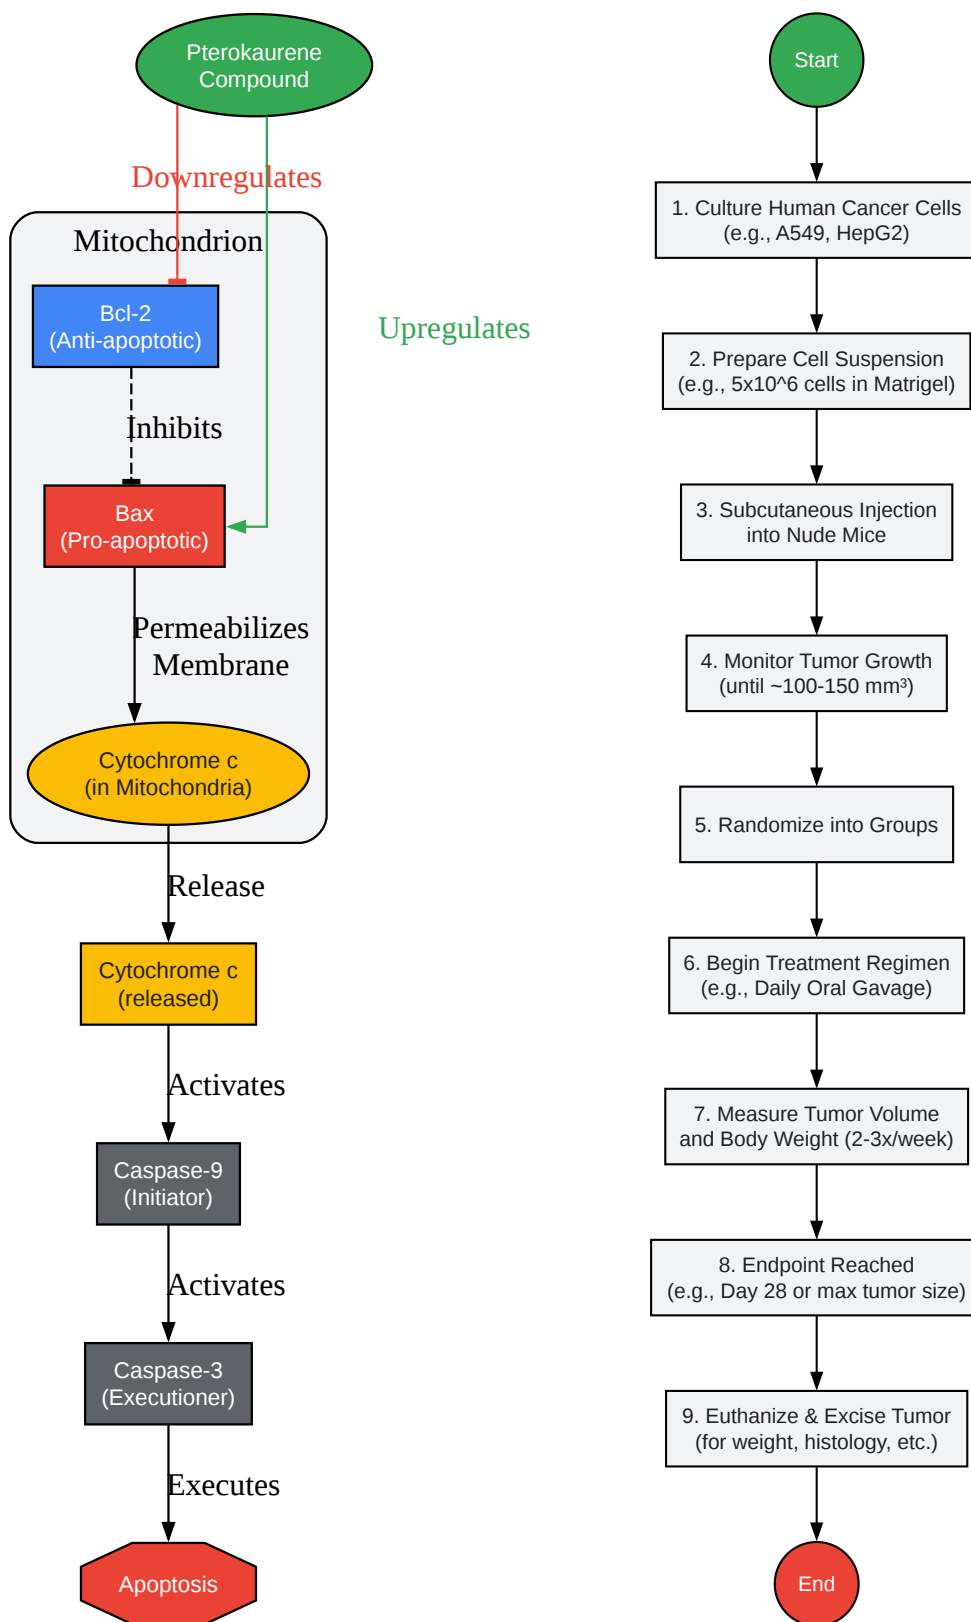 Pterokaurene
Compound
Downregulates
Mitochondrion
Bcl-2
(Anti-apoptotic)
Upregulates
Inhibits
Bax
(Pro-apoptotic)
Permeabilizes
Membrane
Cytochrome c
(in Mitochondria)
Release
Cytochrome c
(released)
Activates
Caspase-9
(Initiator)
Activates
Caspase-3
(Executioner)
Executes
Apoptosis
Start
1. Culture Human Cancer Cells
(e.g., A549, HepG2)
2. Prepare Cell Suspension
(e.g., 5x10^6 cells in Matrigel)
3. Subcutaneous Injection
into Nude Mice
4. Monitor Tumor Growth
(until ~100-150 mm³)
5. Randomize into Groups
6. Begin Treatment Regimen
(e.g., Daily Oral Gavage)
7. Measure Tumor Volume
and Body Weight (2-3x/week)
8. Endpoint Reached
(e.g., Day 28 or max tumor size)
9. Euthanize & Excise Tumor
(for weight, histology, etc.)
End